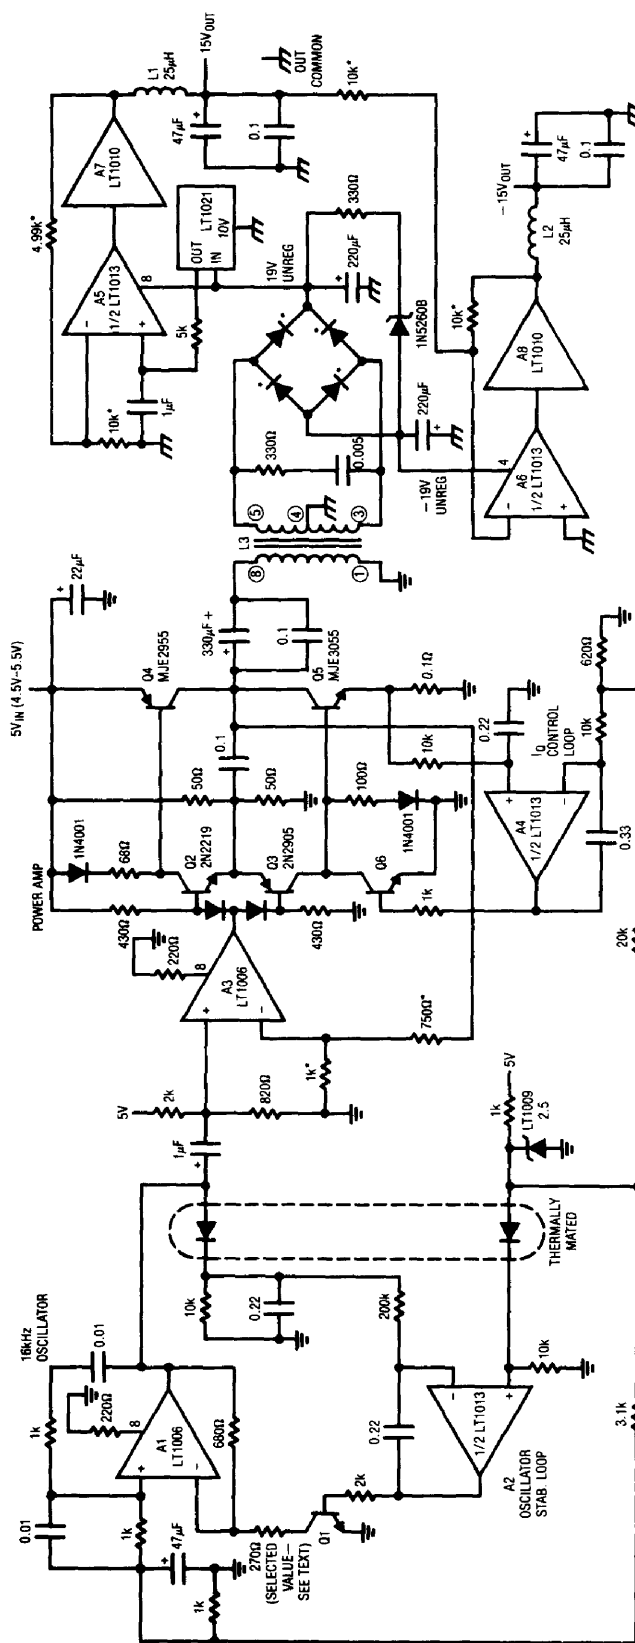 16kHz
OSCILLATOR
0.01
1k
0.01
220Ω
8
A1
LT1006
+
−
1k
+
47µF
1k
680Ω
270Ω
(SELECTED
VALUE—
SEE TEXT)
Q1
2k
0.22
10k
0.22
200k
−
+
1/2 LT1013
A2
OSCILLATOR
STAB. LOOP
10k
3.1k
THERMALLY
MATED
1k
5V
LT1009
2.5
+
1µF
5V
2k
820Ω
1k*
750Ω*
20k
POWER AMP
430Ω
220Ω
8
+
−
A3
LT1006
430Ω
1N4001
68Ω
Q2
2N2219
Q3
2N2905
Q6
1k
50Ω
50Ω
100Ω
1N4001
0.1
5VIN (4.5V–5.5V)
+
22µF
Q4
MJE2955
330µF +
+
0.1
Q5
MJE3055
0.1Ω
10k
0.22
IQ CONTROL
LOOP
+
−
A4
1/2 LT1013
10k
0.33
620Ω
L3
8
1
5
4
3
330Ω
0.005
*
*
*
*
19V
UNREG
+
220µF
330Ω
1N5260B
+
220µF
−19V
UNREG
4.99k*
10k*
−
+
A5
1/2 LT1013
8
1µF
5k
OUT
IN
LT1021
10V
A7
LT1010
L1
25µH
15VOUT
+
47µF
0.1
OUT
COMMON
10k*
10k*
−
+
A6
1/2 LT1013
4
A8
LT1010
L2
25µH
−15VOUT
+
47µF
0.1